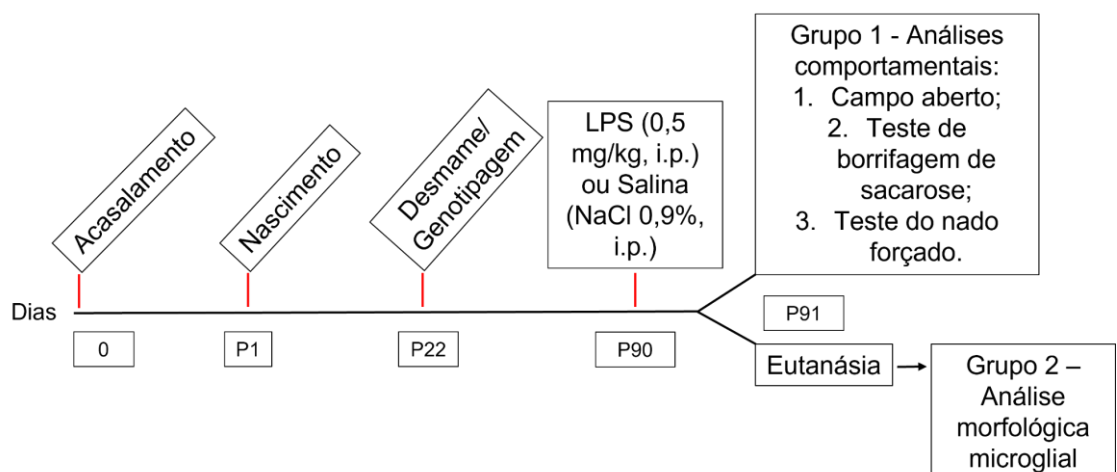 Acasalamento
Nascimento
Desmame/
Genotipagem
LPS (0,5
mg/kg, i.p.)
ou Salina
(NaCl 0,9%,
i.p.)
Grupo 1 - Análises
comportamentais:
1. Campo aberto;
2. Teste de
borrifagem de
sacarose;
3. Teste do nado
forçado.
Dias
0
P1
P22
P90
P91
Eutanásia
Grupo 2 –
Análise
morfológica
microglial